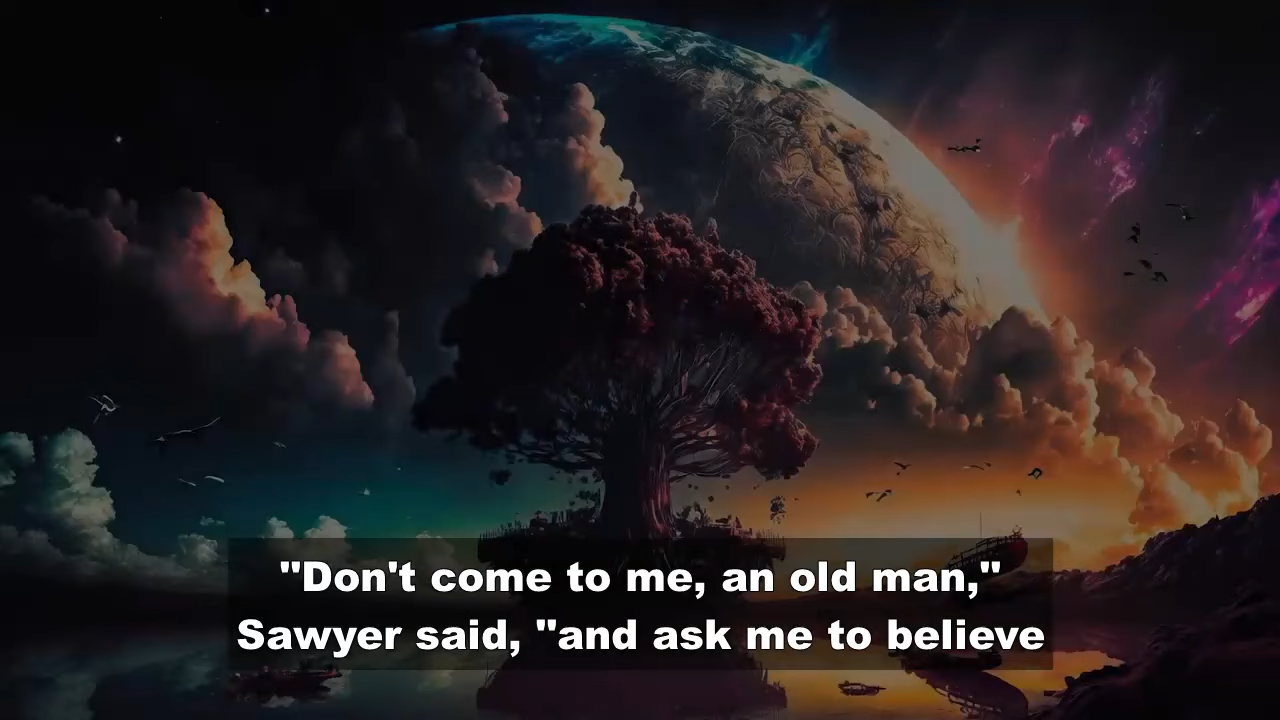 "Don't come to me, an old man,"
Sawyer said, "and ask me to believe